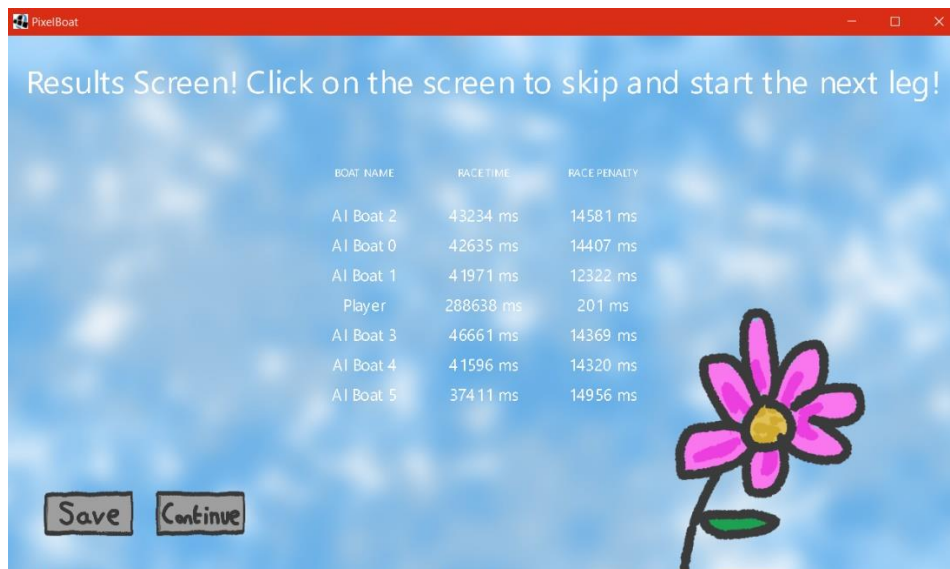 PixelBoat
Results Screen! Click on the screen to skip and start the next leg!
BOAT NAME RACE TIME RACE PENALTY
AI Boat 2 43234 ms 14581 ms
AI Boat 0 42635 ms 14407 ms
AI Boat 1 41971 ms 12322 ms
Player 288638 ms 201 ms
AI Boat 3 46661 ms 14369 ms
AI Boat 4 41596 ms 14320 ms
AI Boat 5 37411 ms 14956 ms
Save Continue